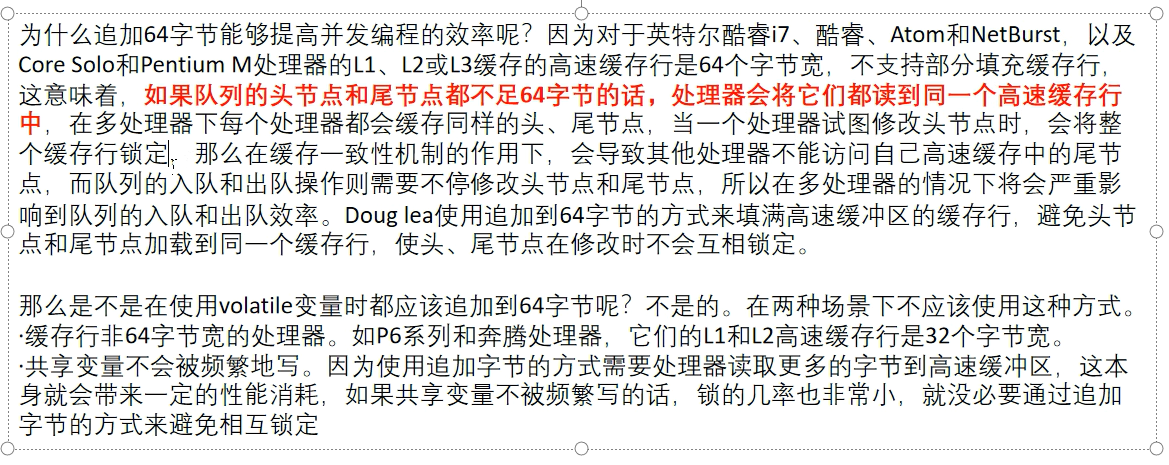 为什么追加64字节能够提高并发编程的效率呢？因为对于英特尔酷睿i7、酷睿、Atom和NetBurst，以及
Core Solo和Pentium M处理器的L1、L2或L3缓存的高速缓存行是64个字节宽，不支持部分填充缓存行，
这意味着，如果队列的头节点和尾节点都不足64字节的话，处理器会将它们都读到同一个高速缓存行
中，在多处理器下每个处理器都会缓存同样的头、尾节点，当一个处理器试图修改头节点时，会将整
个缓存行锁定，那么在缓存一致性机制的作用下，会导致其他处理器不能访问自己高速缓存中的尾节
点，而队列的入队和出队操作则需要不停修改头节点和尾节点，所以在多处理器的情况下将会严重影
响到队列的入队和出队效率。Doug lea使用追加到64字节的方式来填满高速缓冲区的缓存行，避免头节
点和尾节点加载到同一个缓存行，使头、尾节点在修改时不会互相锁定。
那么是不是在使用volatile变量时都应该追加到64字节呢？不是的。在两种场景下不应该使用这种方式。
·缓存行非64字节宽的处理器。如P6系列和奔腾处理器，它们的L1和L2高速缓存行是32个字节宽。
·共享变量不会被频繁地写。因为使用追加字节的方式需要处理器读取更多的字节到高速缓冲区，这本
身就会带来一定的性能消耗，如果共享变量不被频繁写的话，锁的几率也非常小，就没必要通过追加
字节的方式来避免相互锁定